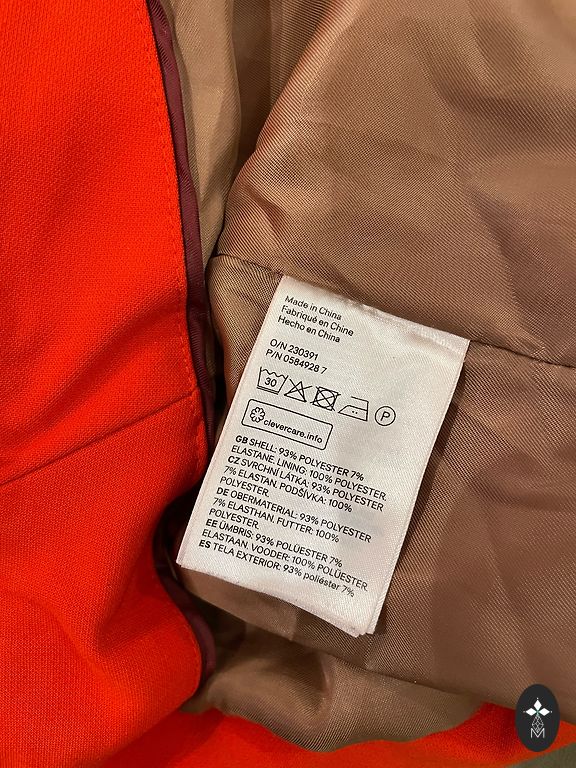 Made in China
Fabriqué en Chine
Hecho en China
O/N 230391
P/N 0584928 7
30
P
clevercare.info
GB SHELL: 93% POLYESTER 7%
ELASTANE. LINING: 100% POLYESTER.
CZ SVRCHNÍ LÁTKA: 93% POLYESTER
7% ELASTAN. PODŠÍVKA: 100%
POLYESTER.
DE OBERMATERIAL: 93% POLYESTER
7% ELASTHAN. FUTTER: 100%
POLYESTER.
EE ÜMBRIS: 93% POLÜESTER 7%
ELASTAAN. VOODER: 100% POLÜESTER
ES TELA EXTERIOR: 93% poliéster 7%
M